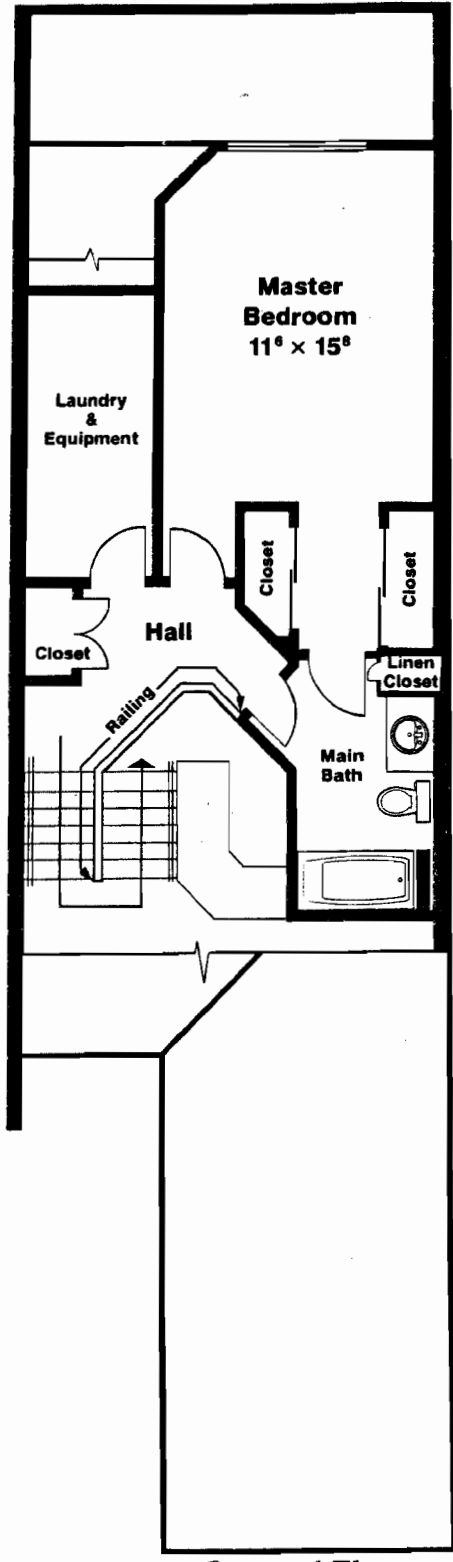 Master
Bedroom
11⁶ × 15⁸
Laundry
&
Equipment
Closet
Closet
Hall
Closet
Linen
Closet
Railing
Main
Bath